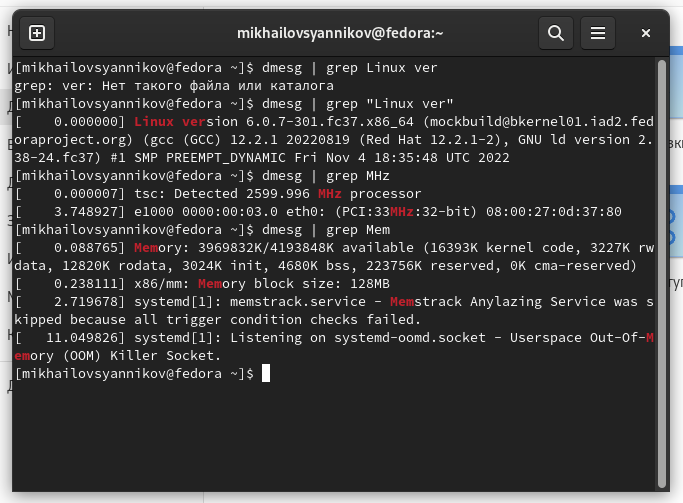 mikhailovsyannikov@fedora:~
[mikhailovsyannikov@fedora ~]$ dmesg | grep Linux ver
grep: ver: Нет такого файла или каталога
[mikhailovsyannikov@fedora ~]$ dmesg | grep "Linux ver"
[    0.000000] Linux version 6.0.7-301.fc37.x86_64 (mockbuild@bkernel01.iad2.fed
oraproject.org) (gcc (GCC) 12.2.1 20220819 (Red Hat 12.2.1-2), GNU ld version 2.
38-24.fc37) #1 SMP PREEMPT_DYNAMIC Fri Nov 4 18:35:48 UTC 2022
[mikhailovsyannikov@fedora ~]$ dmesg | grep MHz
[    0.000007] tsc: Detected 2599.996 MHz processor
[    3.748927] e1000 0000:00:03.0 eth0: (PCI:33MHz:32-bit) 08:00:27:0d:37:80
[mikhailovsyannikov@fedora ~]$ dmesg | grep Mem
[    0.088765] Memory: 3969832K/4193848K available (16393K kernel code, 3227K rw
data, 12820K rodata, 3024K init, 4680K bss, 223756K reserved, 0K cma-reserved)
[    0.238111] x86/mm: Memory block size: 128MB
[    2.719678] systemd[1]: memstrack.service - Memstrack Anylazing Service was s
kipped because all trigger condition checks failed.
[   11.049826] systemd[1]: Listening on systemd-oomd.socket - Userspace Out-Of-M
emory (OOM) Killer Socket.
[mikhailovsyannikov@fedora ~]$